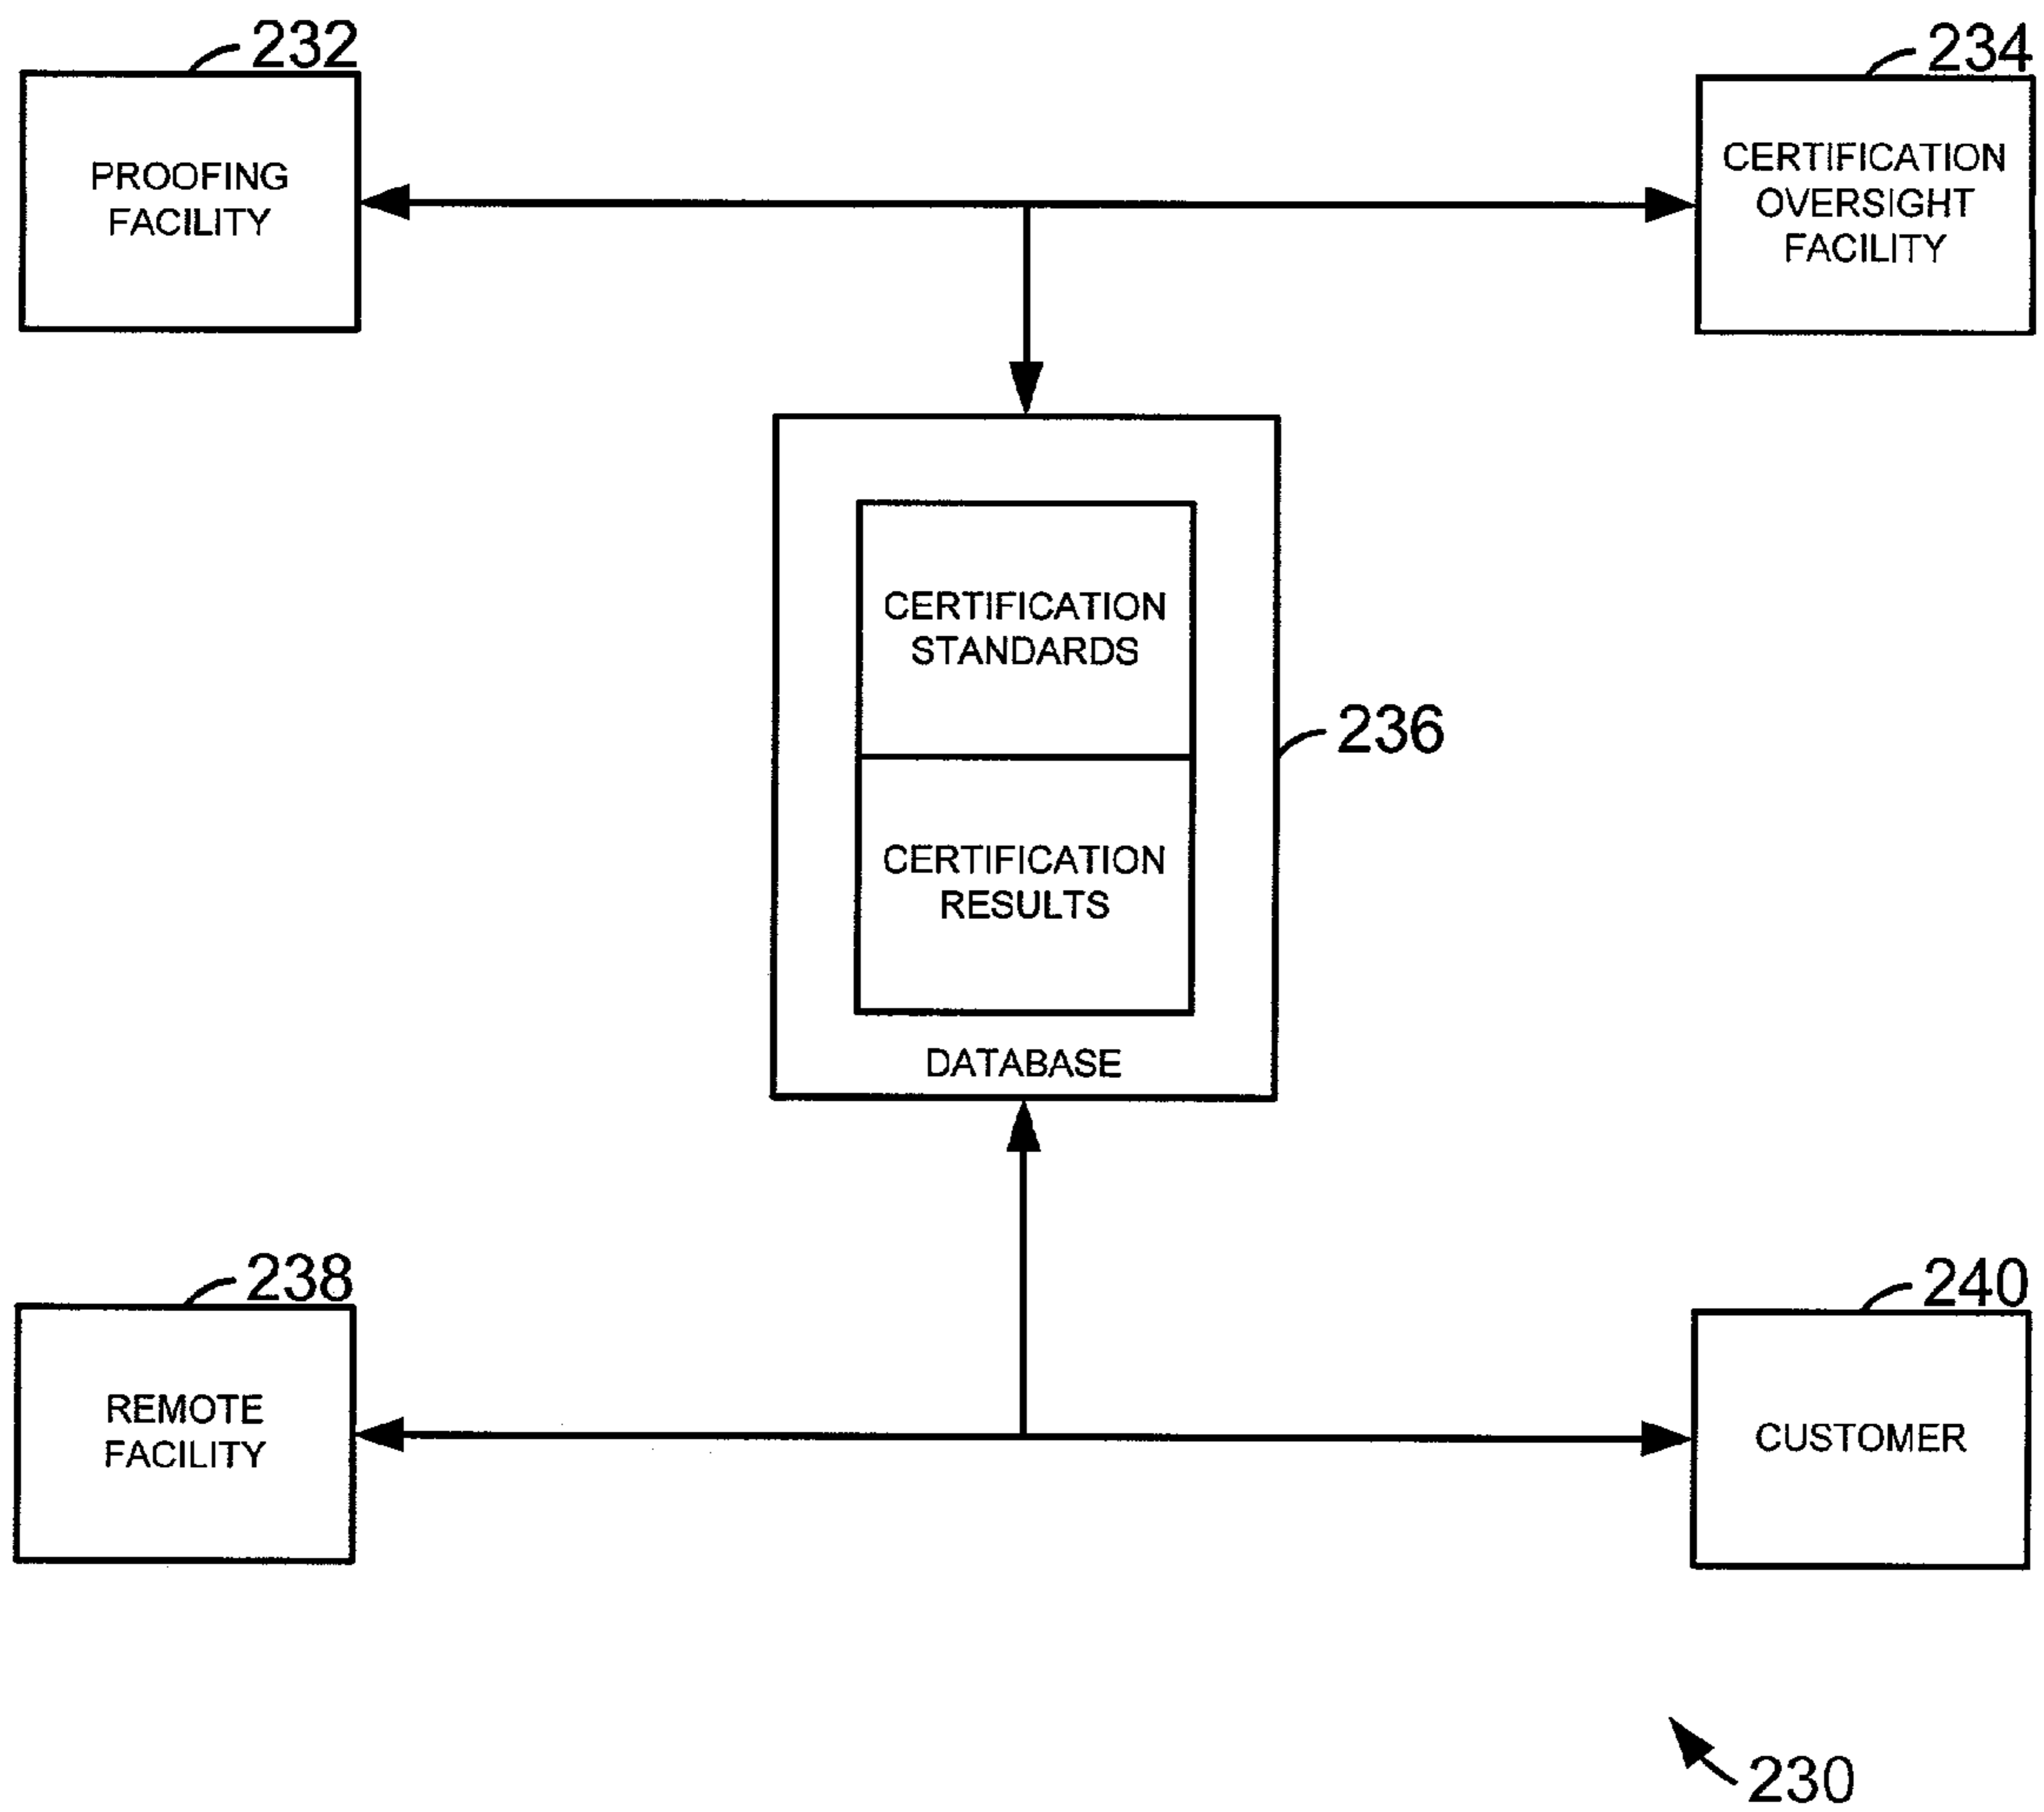 232
234
PROOFING
FACILITY
CERTIFICATION
OVERSIGHT
FACILITY
CERTIFICATION
STANDARDS
236
CERTIFICATION
RESULTS
DATABASE
238
240
REMOTE
FACILITY
CUSTOMER
230